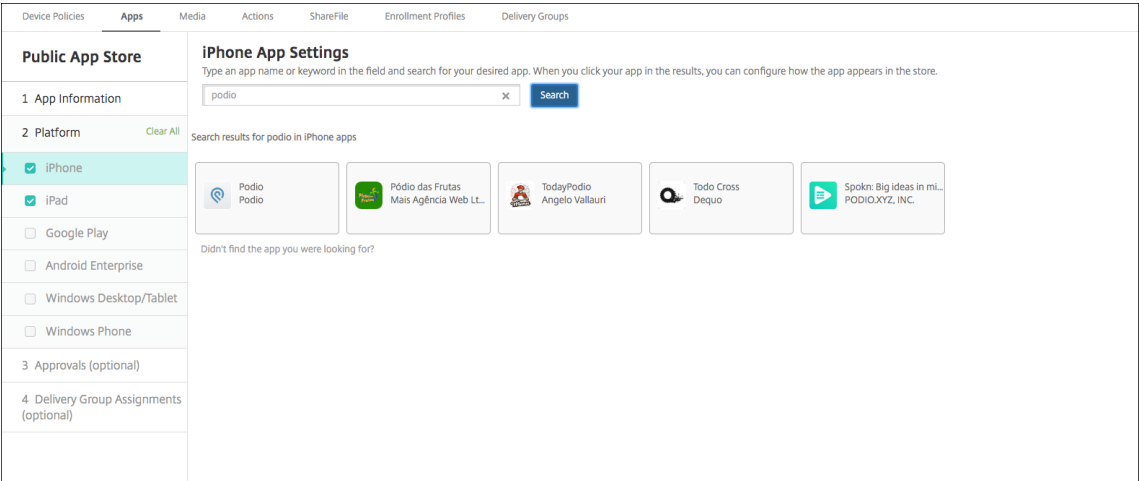 Device Policies Apps Media Actions ShareFile Enrollment Profiles Delivery Groups
Public App Store
1 App Information
2 Platform Clear All
iPhone
iPad
Google Play
Android Enterprise
Windows Desktop/Tablet
Windows Phone
3 Approvals (optional)
4 Delivery Group Assignments
(optional)
iPhone App Settings
Type an app name or keyword in the field and search for your desired app. When you click your app in the results, you can configure how the app appears in the store.
podio Search
Search results for podio in iPhone apps
Podio
Podio
Pódio das Frutas
Mais Agência Web Lt...
TodayPodio
Angelo Vallauri
Todo Cross
Dequo
Spokn: Big ideas in mi...
PODIO.XYZ, INC.
Didn't find the app you were looking for?